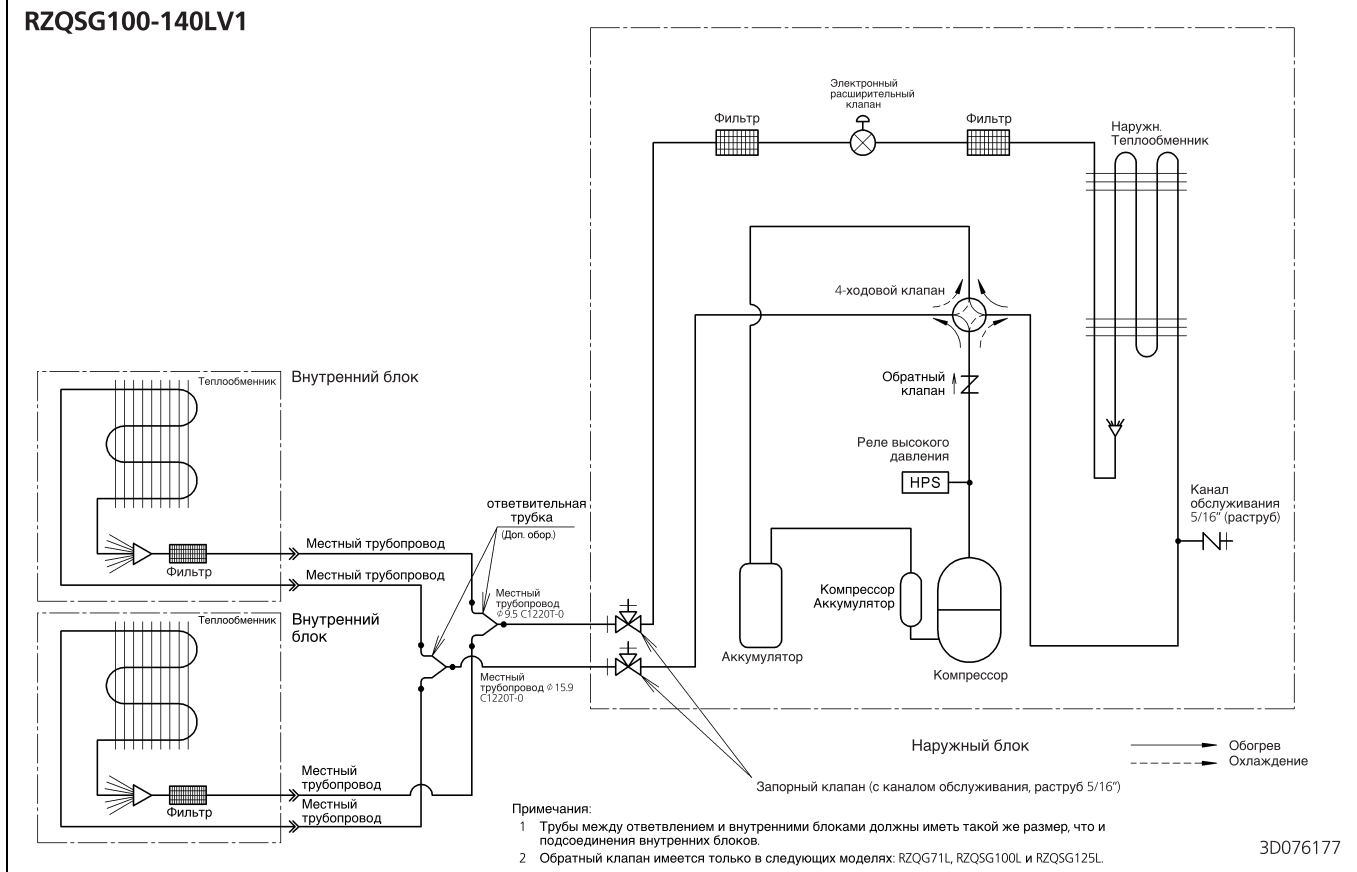 RZQSG100-140LV1
Электронный
расширительный
клапан
Фильтр
Фильтр
Наружн.
Теплообменник
4-ходовой клапан
Обратный
клапан
Реле высокого
давления
HPS
Канал
обслуживания
5/16" (раструб)
Компрессор
Аккумулятор
Аккумулятор
Компрессор
Теплообменник
Внутренний блок
ответвительная
трубка
(Доп. обор.)
Местный трубопровод
Фильтр
Местный трубопровод
Местный
трубопровод
φ9.5 C1220T-0
Теплообменник
Внутренний
блок
Местный
трубопровод φ15.9
C1220T-0
Местный
трубопровод
Фильтр
Местный
трубопровод
Наружный блок
Обогрев
Охлаждение
Запорный клапан (с каналом обслуживания, раструб 5/16")
Примечания:
1 Трубы между ответвлением и внутренними блоками должны иметь такой же размер, что и
подсоединения внутренних блоков.
2 Обратный клапан имеется только в следующих моделях: RZQG71L, RZQSG100L и RZQSG125L.
3D076177